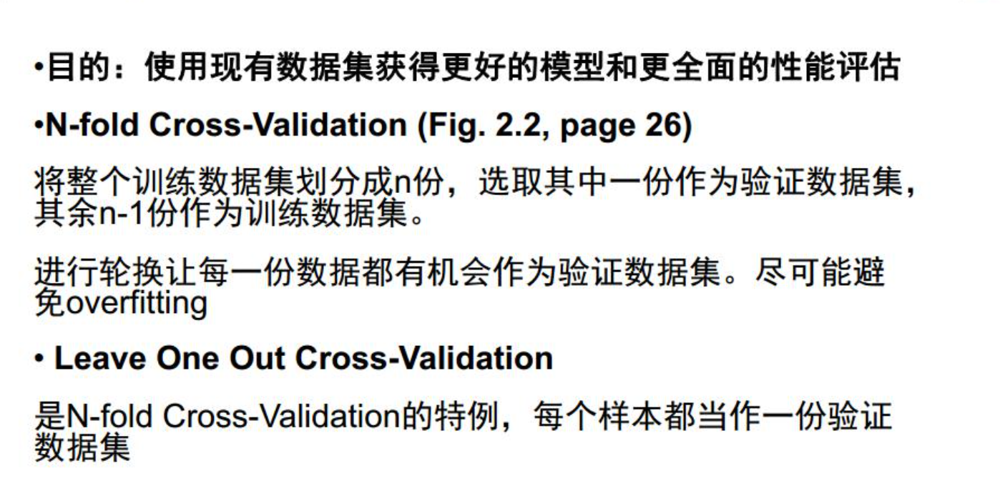 •目的：使用现有数据集获得更好的模型和更全面的性能评估
•N-fold Cross-Validation (Fig. 2.2, page 26)
将整个训练数据集划分成n份，选取其中一份作为验证数据集，
其余n-1份作为训练数据集。
进行轮换让每一份数据都有机会作为验证数据集。尽可能避
免overfitting
• Leave One Out Cross-Validation
是N-fold Cross-Validation的特例，每个样本都当作一份验证
数据集